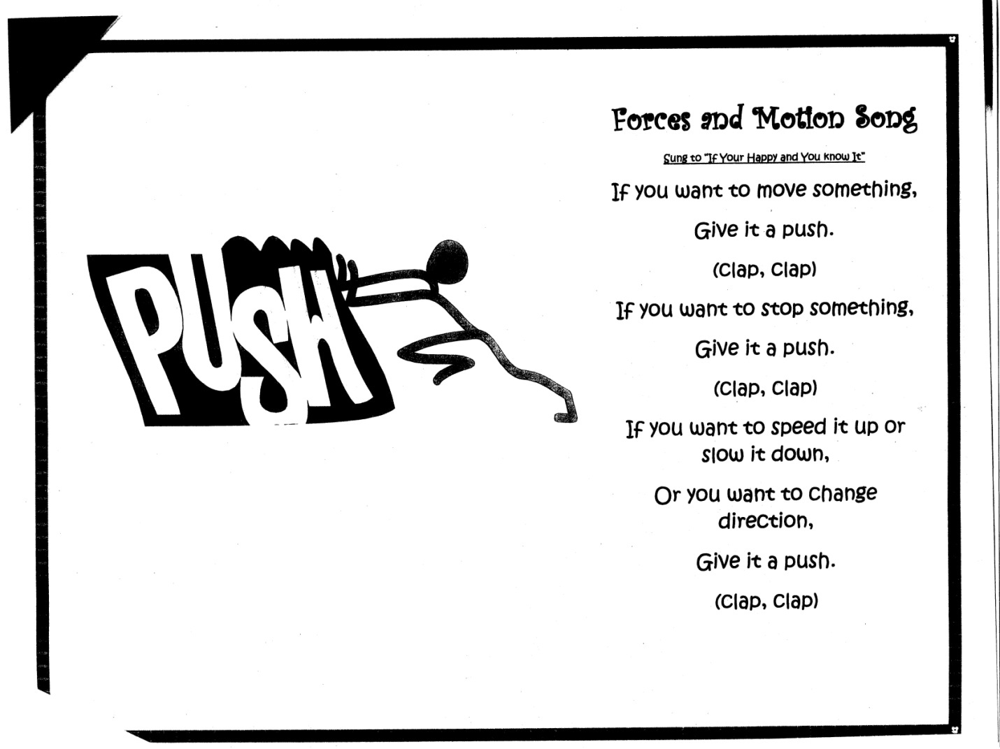 PUSH
Forces and Motion Song
Sung to "If Your Happy and You know It"
If you want to move something,
Give it a push.
(Clap, Clap)
If you want to stop something,
Give it a push.
(Clap, Clap)
If you want to speed it up or
slow it down,
Or you want to change
direction,
Give it a push.
(Clap, Clap)